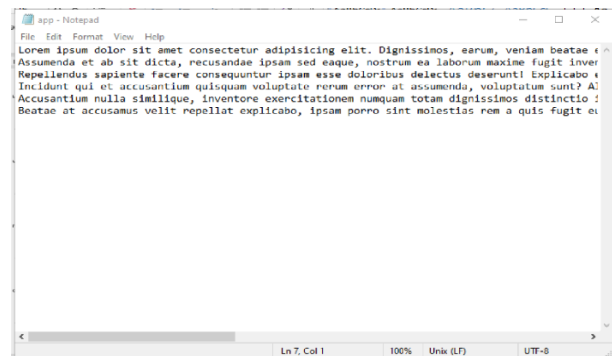 app - Notepad
File Edit Format View Help
Lorem ipsum dolor sit amet consectetur adipisicing elit. Dignissimos, earum, veniam beatae e
Assumenda et ab sit dicta, recusandae ipsam sed eaque, nostrum ea laborum maxime fugit inver
Repellendus sapiente facere consequuntur ipsam esse doloribus delectus deserunt! Explicabo e
Incidunt qui et accusantium quisquam voluptate rerum error at assumenda, voluptatum sunt? Al
Accusantium nulla similique, inventore exercitationem numquam totam dignissimos distinctio i
Beatae at accusamus velit repellat explicabo, ipsam porro sint molestias rem a quis fugit eu
Ln 7, Col 1 100% Unix (LF) UTF-8